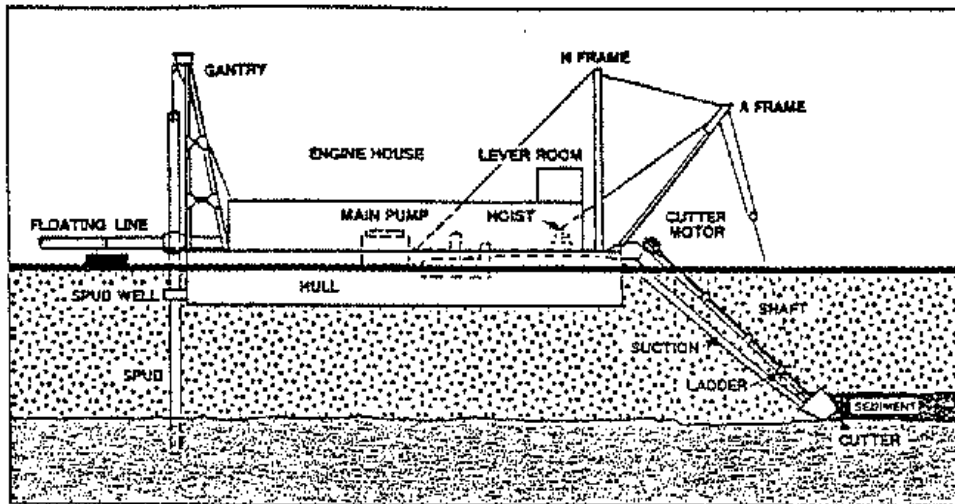 H FRAME
GANTRY
A FRAME
ENGINE HOUSE
LEVER ROOM
MAIN PUMP
HOIST
FLOATING LINE
CUTTER
MOTOR
SPUD WELL
HULL
SHAFT
SUCTION
SPUD
LADDER
SEDIMENT
CUTTER